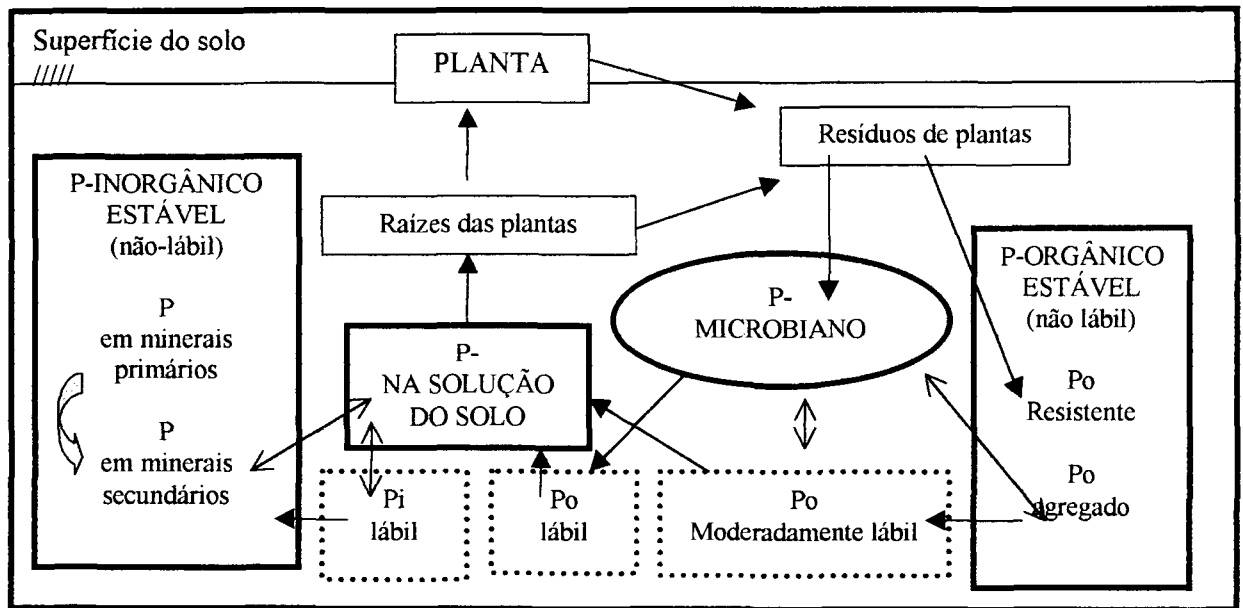 Superfície do solo
PLANTA
Resíduos de plantas
P-INORGÂNICO
ESTÁVEL
(não-lábil)
P
em minerais
primários
P
em minerais
secundários
Raízes das plantas
P-
NA SOLUÇÃO
DO SOLO
P-
MICROBIANO
P-ORGÂNICO
ESTÁVEL
(não lábil)
Po
Resistente
Po
agregado
Pi
lábil
Po
lábil
Po
Moderadamente lábil